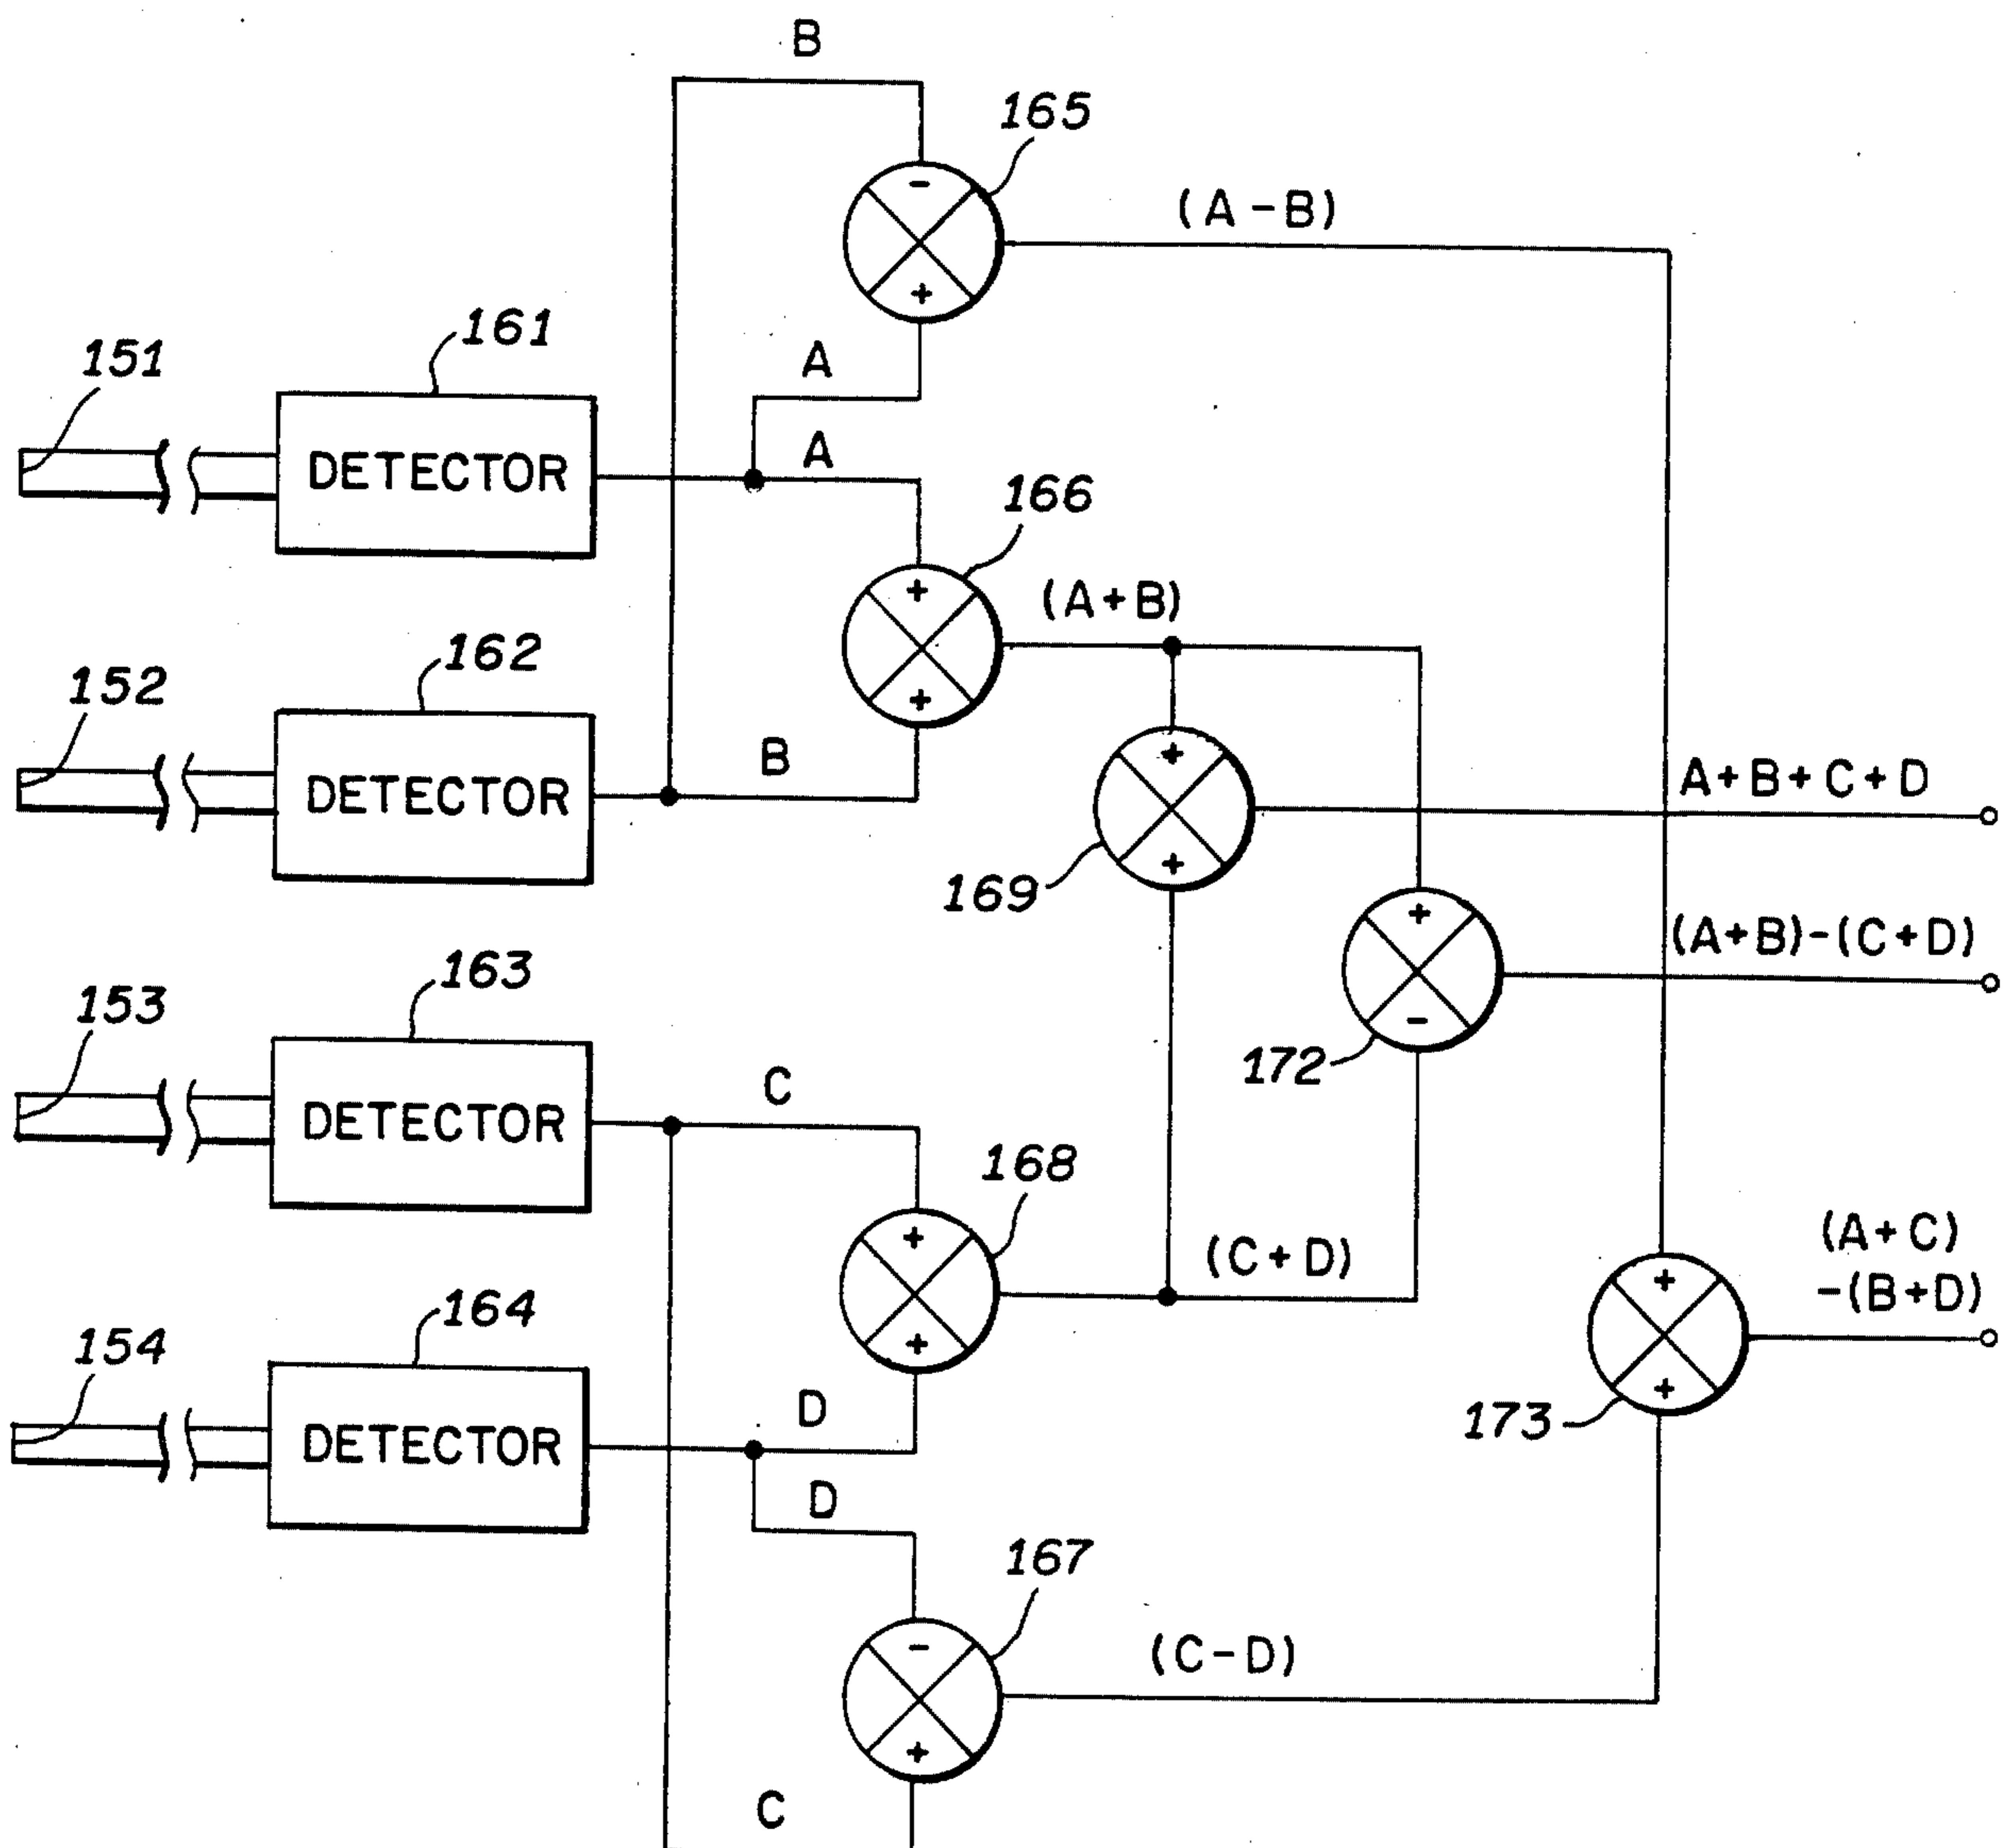 B
165
-
(A-B)
+
161
A
151
A
DETECTOR
166
+
(A+B)
162
+
152
B
+
A+B+C+D
DETECTOR
+
169
+
(A+B)-(C+D)
163
153
-
172
C
DETECTOR
168
+
(A+C)
(C+D)
-(B+D)
164
+
+
154
D
+
173
DETECTOR
D
167
-
(C-D)
+
C